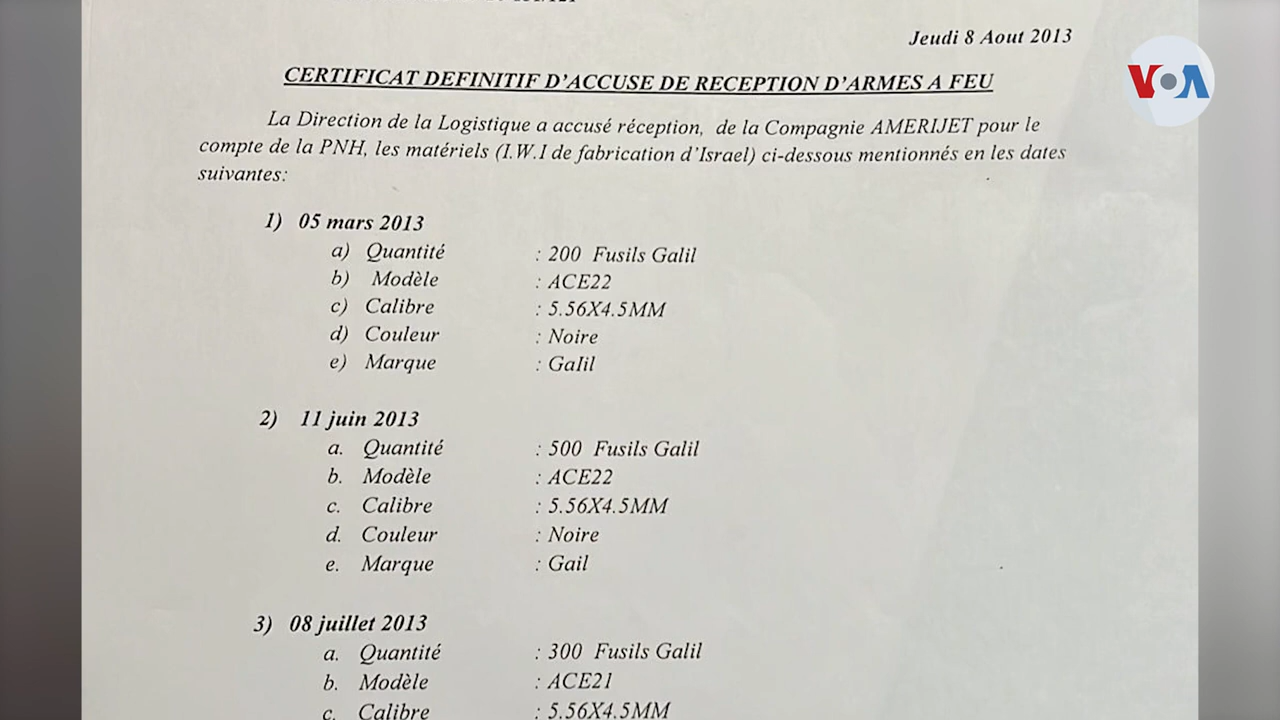 Jeudi 8 Aout 2013
VOA
CERTIFICAT DEFINITIF D'ACCUSE DE RECEPTION D'ARMES A FEU
La Direction de la Logistique a accusé réception, de la Compagnie AMERIJET pour le
compte de la PNH, les matériels (I.W.I de fabrication d'Israel) ci-dessous mentionnés en les dates
suivantes:
1) 05 mars 2013
a) Quantité : 200 Fusils Galil
b) Modèle : ACE22
c) Calibre : 5.56X4.5MM
d) Couleur : Noire
e) Marque : Galil
2) 11 juin 2013
a. Quantité : 500 Fusils Galil
b. Modèle : ACE22
c. Calibre : 5.56X4.5MM
d. Couleur : Noire
e. Marque : Gail
3) 08 juillet 2013
a. Quantité : 300 Fusils Galil
b. Modèle : ACE21
c. Calibre : 5.56X4.5MM